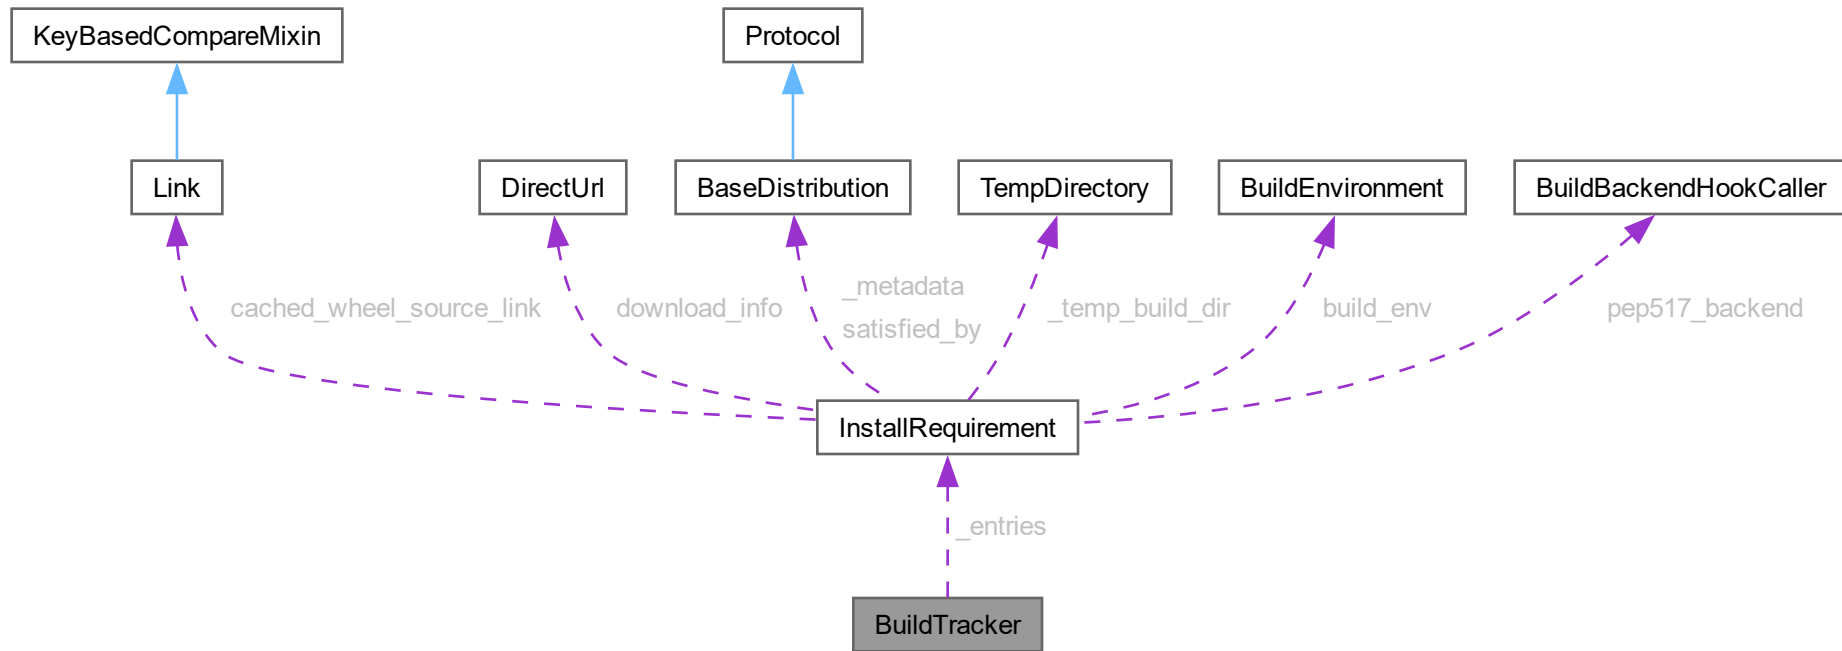 KeyBasedCompareMixin
Protocol
Link
DirectUrl
BaseDistribution
TempDirectory
BuildEnvironment
BuildBackendHookCaller
cached_wheel_source_link
download_info
_metadata
satisfied_by
_temp_build_dir
build_env
pep517_backend
InstallRequirement
_entries
BuildTracker